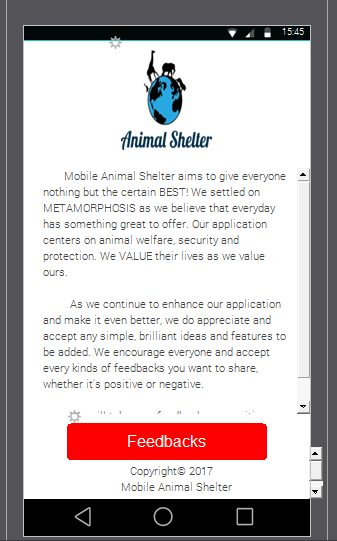 15:45
Animal Shelter
Mobile Animal Shelter aims to give everyone
nothing but the certain BEST! We settled on
METAMORPHOSIS as we believe that everyday
has something great to offer. Our application
centers on animal welfare, security and
protection. We VALUE their lives as we value
ours.
As we continue to enhance our application
and make it even better, we do appreciate and
accept any simple, brilliant ideas and features to
be added. We encourage everyone and accept
every kinds of feedbacks you want to share,
whether it's positive or negative.
Feedbacks
Copyright© 2017
Mobile Animal Shelter